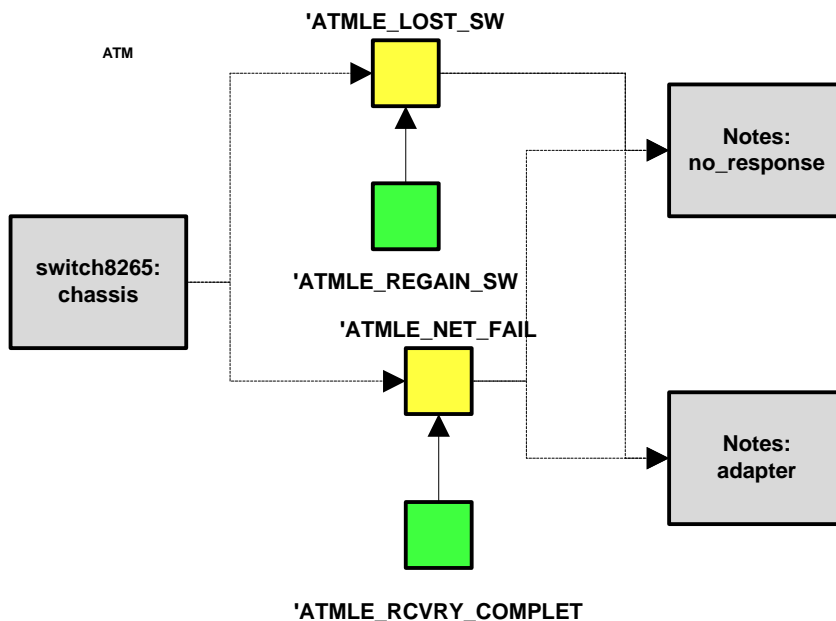 'ATMLE_LOST_SW
ATM
Notes:
no_response
switch8265:
chassis
'ATMLE_REGAIN_SW
'ATMLE_NET_FAIL
Notes:
adapter
'ATMLE_RCVRY_COMPLET